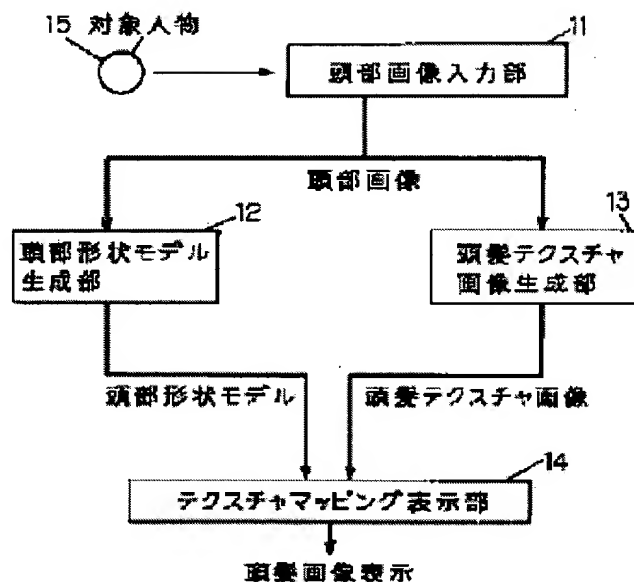 15 対象人物
11
頭部画像入力部
頭部画像
12
頭部形状モデル
生成部
13
頭髪テクスチャ
画像生成部
頭部形状モデル
頭髪テクスチャ画像
14
テクスチャマッピング表示部
頭髪画像表示